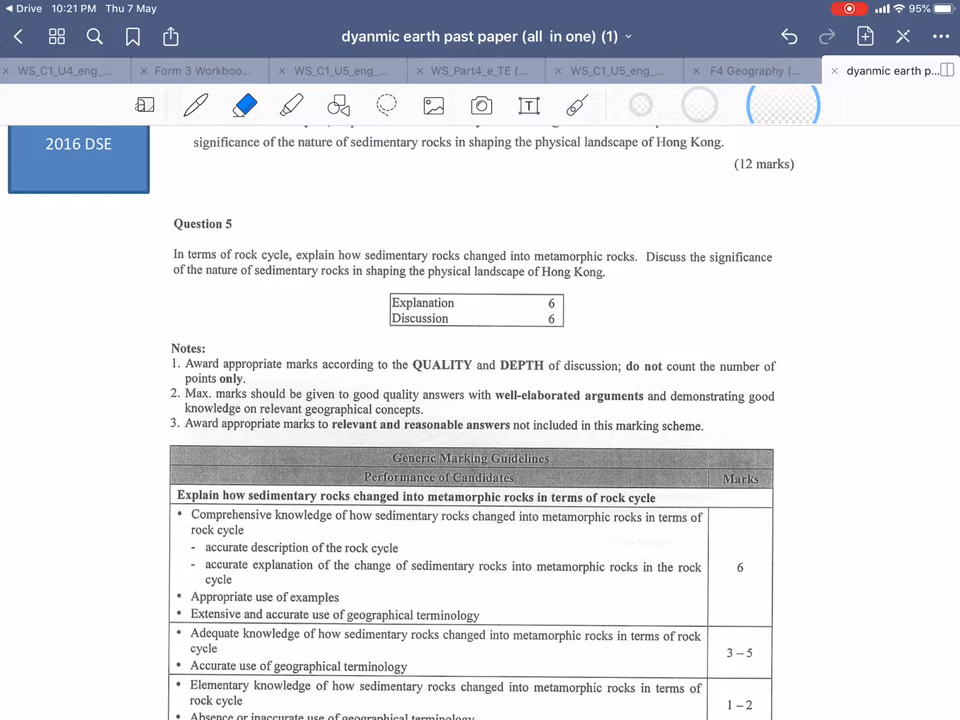 Drive 10:21 PM Thu 7 May 95%
dyanmic earth past paper (all in one) (1)
WS_C1_U4_eng_...
Form 3 Workboo...
WS_C1_U5_eng_...
WS_Part4_e_TE (...
WS_C1_U5_eng_...
F4 Geography (...
dyanmic earth p...
2016 DSE
significance of the nature of sedimentary rocks in shaping the physical landscape of Hong Kong.
(12 marks)
Question 5
In terms of rock cycle, explain how sedimentary rocks changed into metamorphic rocks. Discuss the significance
of the nature of sedimentary rocks in shaping the physical landscape of Hong Kong.
Explanation 6
Discussion 6
Notes:
1. Award appropriate marks according to the QUALITY and DEPTH of discussion; do not count the number of
points only.
2. Max. marks should be given to good quality answers with well-elaborated arguments and demonstrating good
knowledge on relevant geographical concepts.
3. Award appropriate marks to relevant and reasonable answers not included in this marking scheme.
Generic Marking Guidelines
Performance of Candidates Marks
Explain how sedimentary rocks changed into metamorphic rocks in terms of rock cycle
• Comprehensive knowledge of how sedimentary rocks changed into metamorphic rocks in terms of
rock cycle
- accurate description of the rock cycle
- accurate explanation of the change of sedimentary rocks into metamorphic rocks in the rock
cycle
6
• Appropriate use of examples
• Extensive and accurate use of geographical terminology
• Adequate knowledge of how sedimentary rocks changed into metamorphic rocks in terms of rock
cycle
3 – 5
• Accurate use of geographical terminology
• Elementary knowledge of how sedimentary rocks changed into metamorphic rocks in terms of
rock cycle
1 – 2
• Absence or inaccurate use of geographical terminology